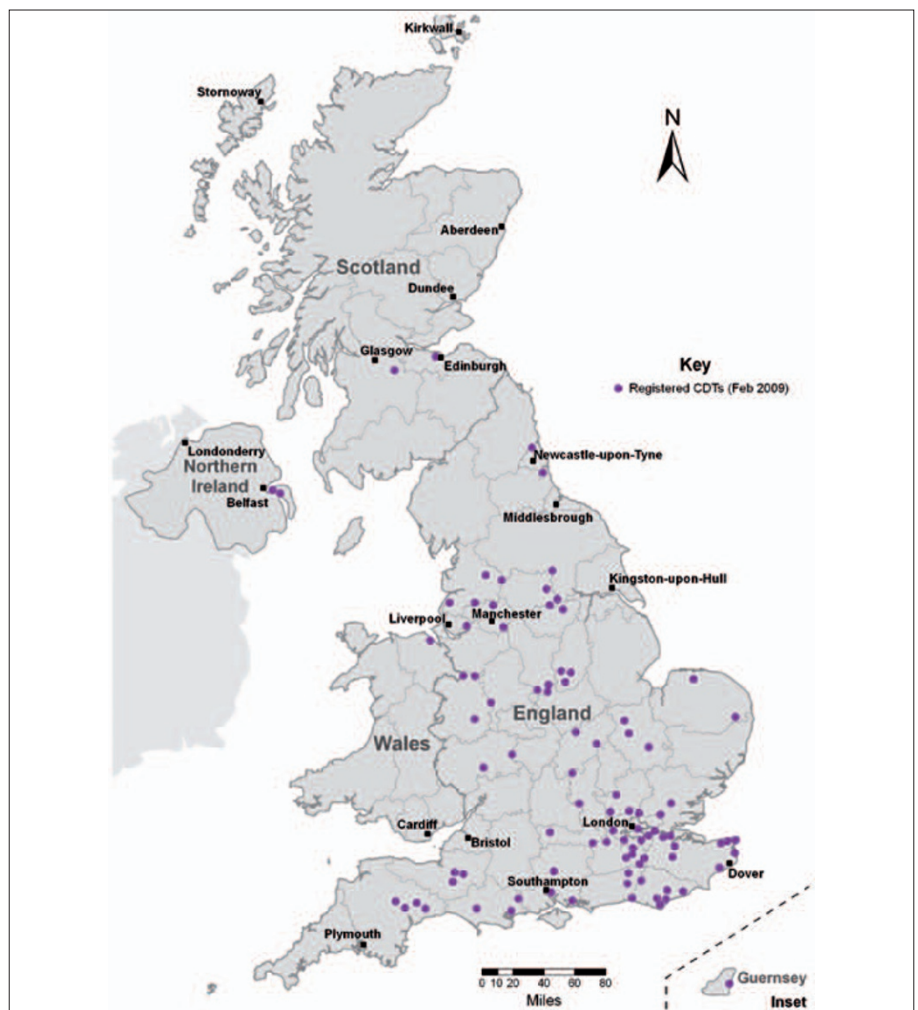 Kirkwall
Stornoway
N
Aberdeen
Scotland
Dundee
Glasgow
Edinburgh
Key
Registered CDTs (Feb 2009)
Londonderry
Northern
Ireland
Belfast
Newcastle-upon-Tyne
Middlesbrough
Kingston-upon-Hull
Manchester
Liverpool
England
Wales
London
Cardiff
Bristol
Dover
Southampton
Plymouth
0 10 20 40 60 80
Miles
Guernsey
Inset